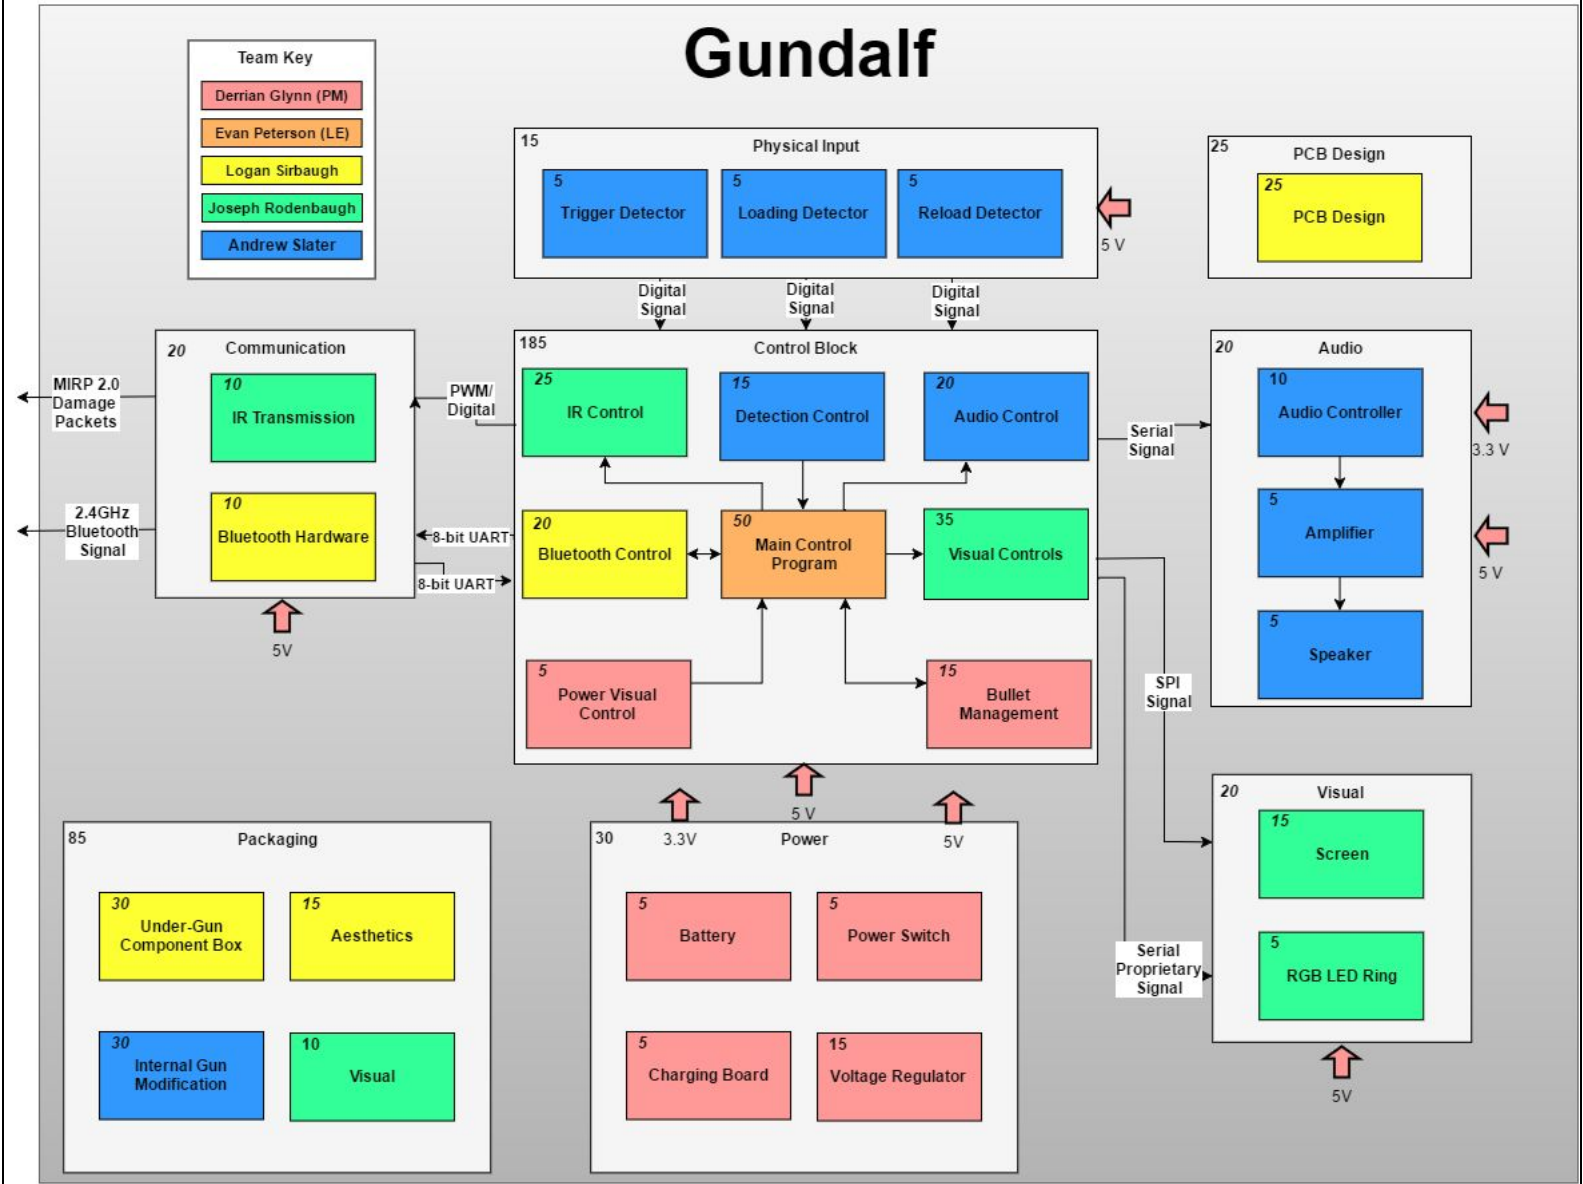 Gundalf
Team Key
Derrian Glynn (PM)
Evan Peterson (LE)
Logan Sirbaugh
Joseph Rodenbaugh
Andrew Slater
15
Physical Input
5
Trigger Detector
5
Loading Detector
5
Reload Detector
5 V
25
PCB Design
25
PCB Design
Digital
Signal
Digital
Signal
Digital
Signal
20
Communication
10
IR Transmission
10
Bluetooth Hardware
MIRP 2.0
Damage
Packets
2.4GHz
Bluetooth
Signal
5V
PWM/
Digital
8-bit UART
8-bit UART
185
Control Block
25
IR Control
15
Detection Control
20
Audio Control
20
Bluetooth Control
50
Main Control
Program
35
Visual Controls
5
Power Visual
Control
15
Bullet
Management
Serial
Signal
20
Audio
10
Audio Controller
3.3 V
5
Amplifier
5 V
5
Speaker
SPI
Signal
Serial
Proprietary
Signal
20
Visual
15
Screen
5
RGB LED Ring
5V
85
Packaging
30
Under-Gun
Component Box
15
Aesthetics
30
Internal Gun
Modification
10
Visual
30
3.3V
5 V
Power
5V
5
Battery
5
Power Switch
5
Charging Board
15
Voltage Regulator